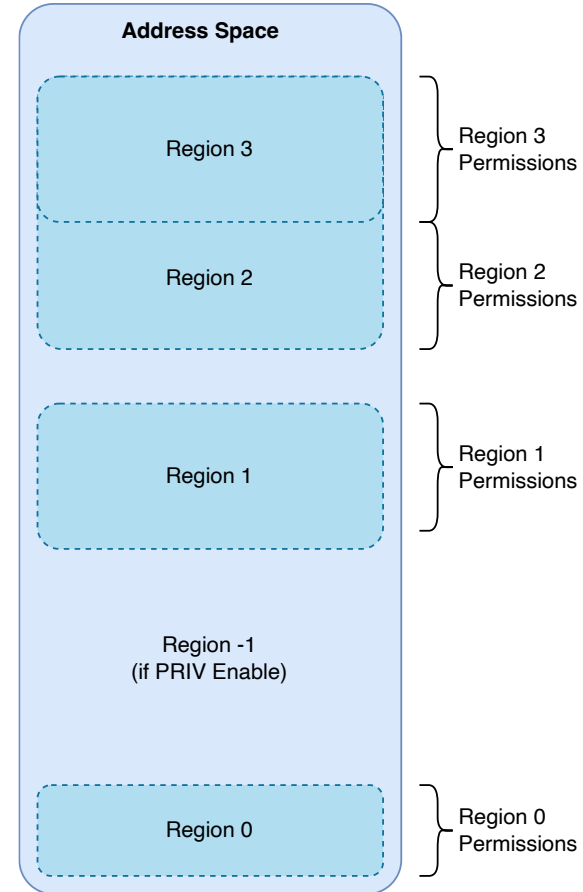 Address Space
Region 3
Region 3
Permissions
Region 2
Region 2
Permissions
Region 1
Region 1
Permissions
Region -1
(if PRIV Enable)
Region 0
Region 0
Permissions